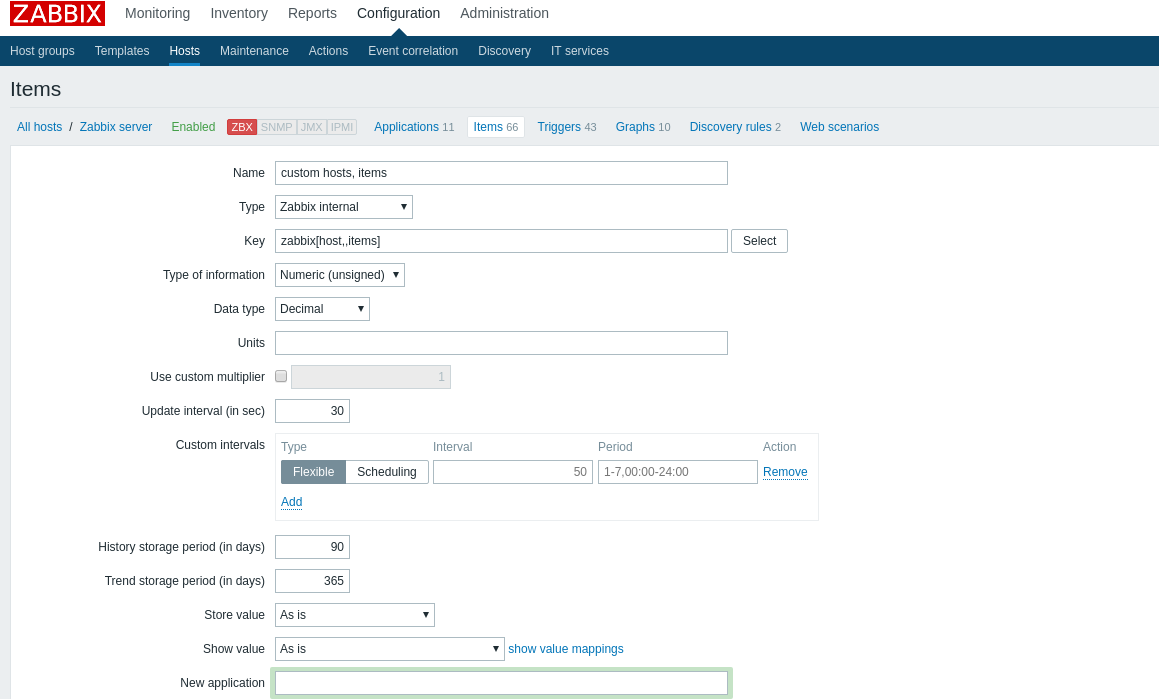 ZABBIX Monitoring Inventory Reports Configuration Administration
Host groups Templates Hosts Maintenance Actions Event correlation Discovery IT services
Items
All hosts / Zabbix server Enabled ZBX SNMP JMX IPMI Applications 11 Items 66 Triggers 43 Graphs 10 Discovery rules 2 Web scenarios
Name custom hosts, items
Type Zabbix internal
Key zabbix[host,,items] Select
Type of information Numeric (unsigned)
Data type Decimal
Units
Use custom multiplier 1
Update interval (in sec) 30
Custom intervals Type Interval Period Action
Flexible Scheduling 50 1-7,00:00-24:00 Remove
Add
History storage period (in days) 90
Trend storage period (in days) 365
Store value As is
Show value As is show value mappings
New application